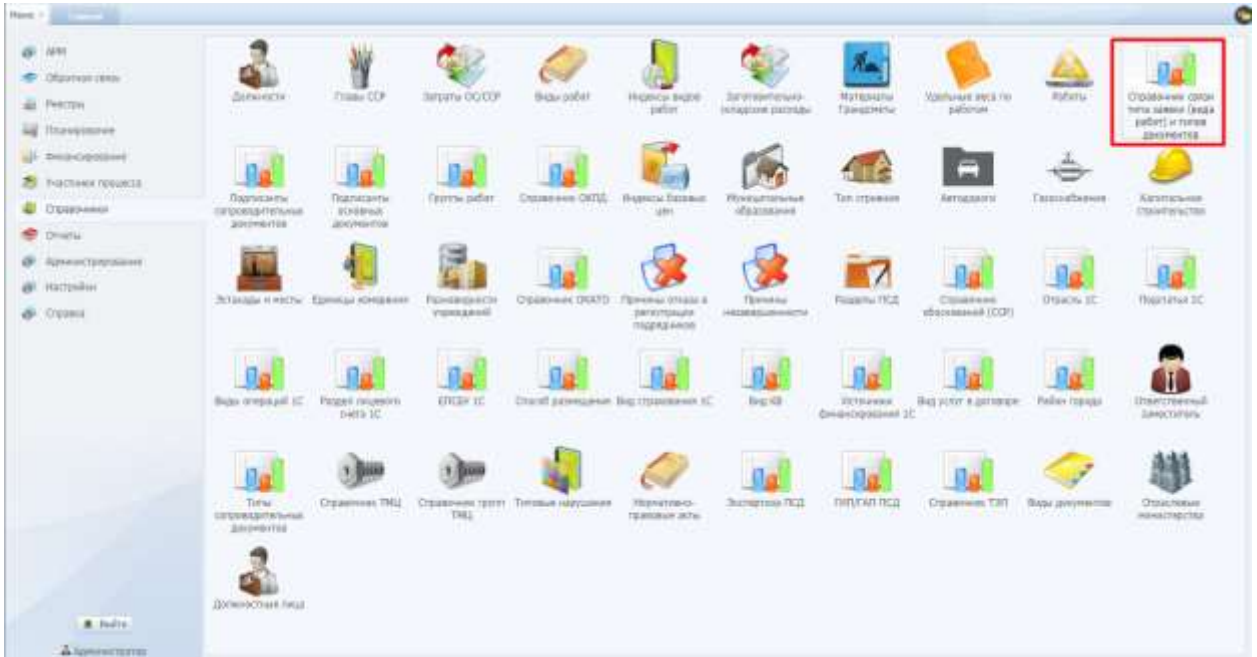 Меню
Главная
АРМ
Обратная связь
Реестры
Планирование
Финансирование
Участники процесса
Справочники
Отчеты
Администрирование
Настройки
Справка
Выйти
Администратор
Должности
Главы ССР
Затраты ОС/ССР
Виды работ
Индексы видов
работ
Заготовительно-
складские расходы
Материалы
Грандсметы
Удельные веса по
работам
Работы
Справочник связи
типа заявки (вида
работ) и типов
документов
Подписанты
сопроводительных
документов
Подписанты
основных
документов
Группы работ
Справочник ОКПД
Индексы базовых
цен
Муниципальные
образования
Тип строения
Автодороги
Газоснабжение
Капитальное
строительство
Эстакады и мосты
Единицы измерения
Разновидности
учреждений
Справочник ОКАТО
Причины отказа в
регистрации
подрядчиков
Причины
незавершенности
Разделы ПСД
Справочник
обоснований (ССР)
Отрасль 1С
Подстатья 1С
Виды операций 1С
Раздел лицевого
счета 1С
ЕПСБУ 1С
Способ размещения
Вид страхования 1С
Вид КВ
Источники
финансирования 1С
Вид услуг в договоре
Район города
Ответственный
заместитель
Типы
сопроводительных
документов
Справочник ТМЦ
Справочник групп
ТМЦ
Типовые нарушения
Нормативно-
правовые акты
Экспертиза ПСД
ГИП/ГАП ПСД
Справочник ТЭП
Виды документов
Отраслевые
министерства
Должностные лица